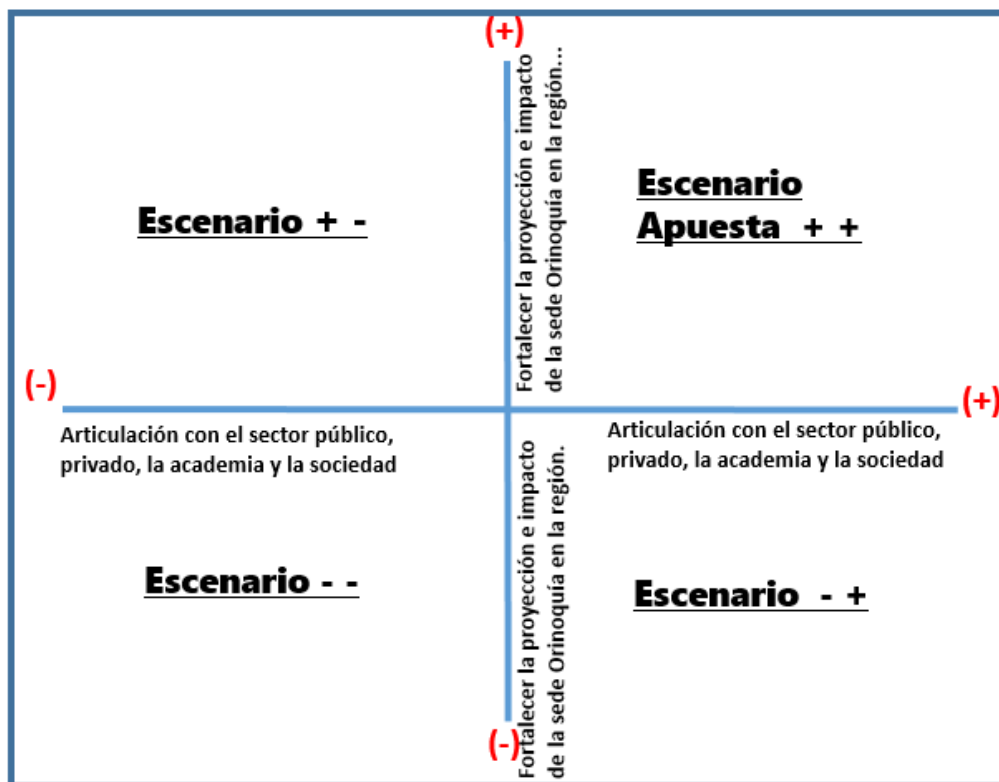 (+)
Fortalecer la proyección e impacto
de la sede Orinoquía en la región...
Escenario + -
Escenario
Apuesta + +
(-)
(+)
Articulación con el sector público,
privado, la academia y la sociedad
Articulación con el sector público,
privado, la academia y la sociedad
Fortalecer la proyección e impacto
de la sede Orinoquía en la región.
Escenario - -
Escenario - +
(-)